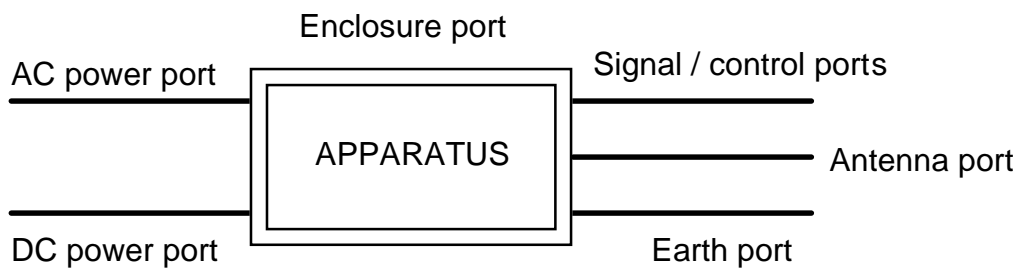 Enclosure port
AC power port
Signal / control ports
APPARATUS
Antenna port
DC power port
Earth port